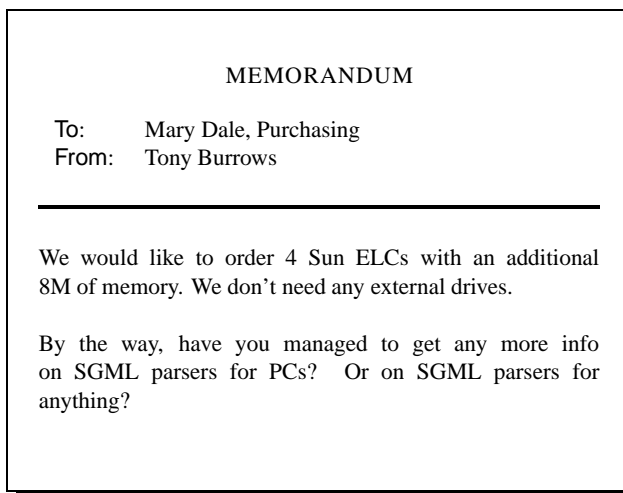 MEMORANDUM
To: Mary Dale, Purchasing
From: Tony Burrows
We would like to order 4 Sun ELCs with an additional
8M of memory. We don't need any external drives.
By the way, have you managed to get any more info
on SGML parsers for PCs? Or on SGML parsers for
anything?